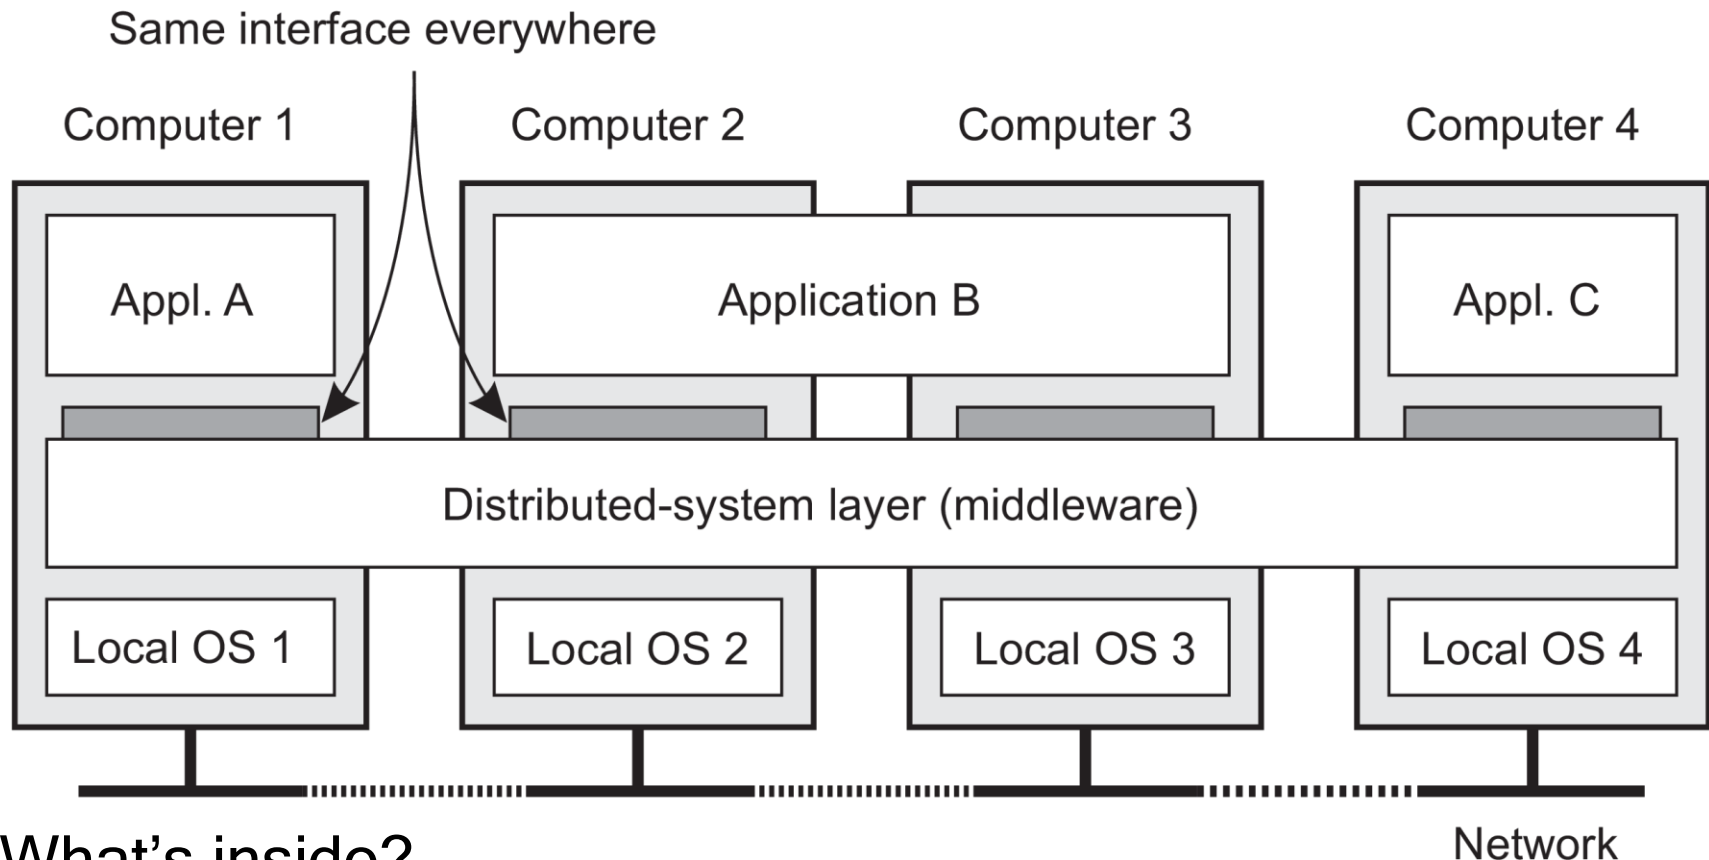 Same interface everywhere
Computer 1
Computer 2
Computer 3
Computer 4
Appl. A
Application B
Appl. C
Distributed-system layer (middleware)
Local OS 1
Local OS 2
Local OS 3
Local OS 4
Network
What's inside?